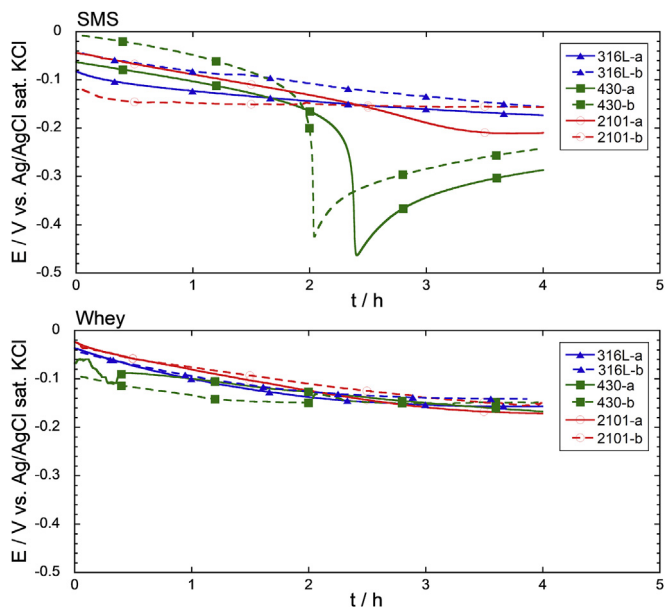 SMS
0
-0.1
-0.2
-0.3
-0.4
-0.5
E / V vs. Ag/AgCl sat. KCl
0 1 2 3 4 5
t / h
316L-a
316L-b
430-a
430-b
2101-a
2101-b
Whey
0
-0.1
-0.2
-0.3
-0.4
-0.5
E / V vs. Ag/AgCl sat. KCl
0 1 2 3 4 5
t / h
316L-a
316L-b
430-a
430-b
2101-a
2101-b